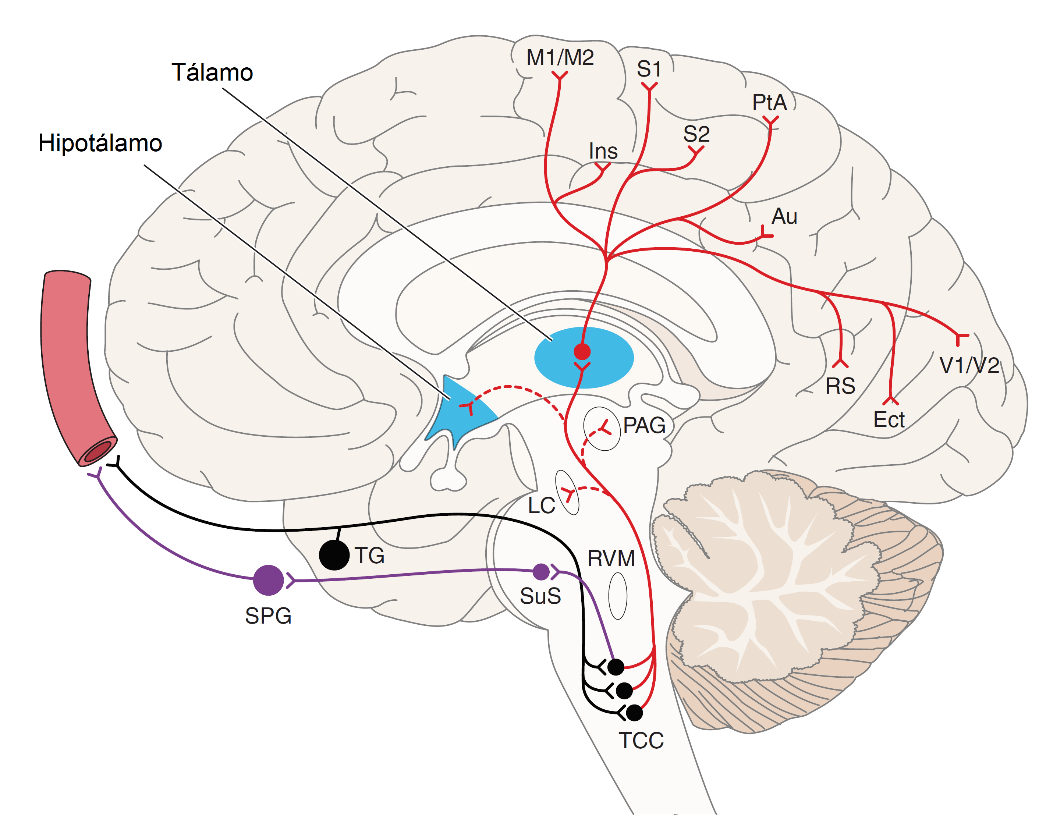 Tálamo
Hipotálamo
M1/M2
S1
PtA
S2
Ins
Au
V1/V2
RS
Ect
PAG
LC
RVM
TG
SuS
SPG
TCC